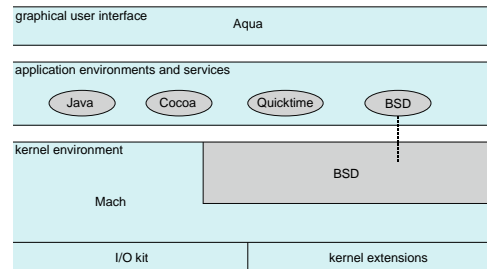 graphical user interface
Aqua
application environments and services
Java
Cocoa
Quicktime
BSD
kernel environment
BSD
Mach
I/O kit
kernel extensions